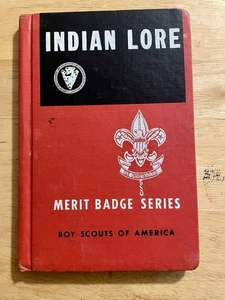 INDIAN LORE
MERIT BADGE SERIES
BOY SCOUTS OF AMERICA